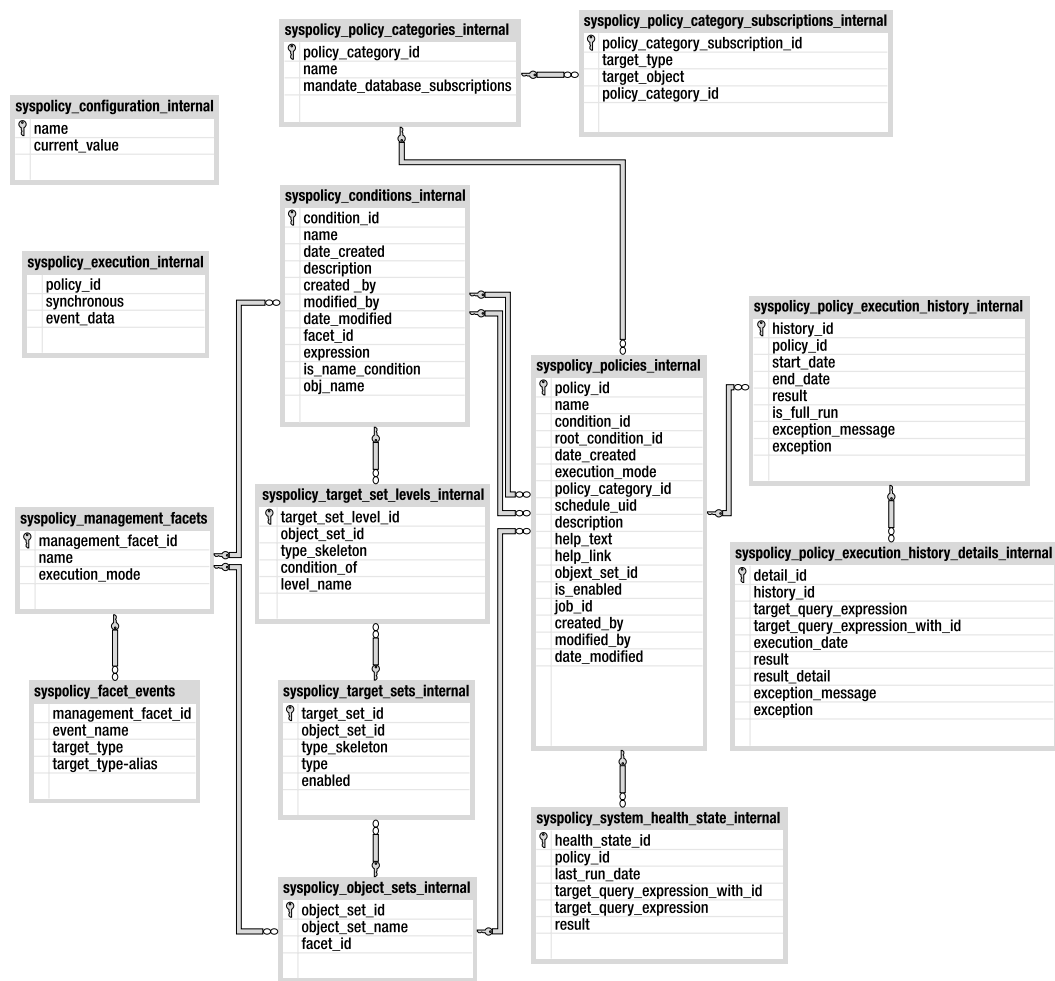 syspolicy_policy_categories_internal
policy_category_id
name
mandate_database_subscriptions
syspolicy_policy_category_subscriptions_internal
policy_category_subscription_id
target_type
target_object
policy_category_id
syspolicy_configuration_internal
name
current_value
syspolicy_conditions_internal
condition_id
name
date_created
description
created _by
modified_by
date_modified
facet_id
expression
is_name_condition
obj_name
syspolicy_execution_internal
policy_id
synchronous
event_data
syspolicy_policy_execution_history_internal
history_id
policy_id
start_date
end_date
result
is_full_run
exception_message
exception
syspolicy_policies_internal
policy_id
name
condition_id
root_condition_id
date_created
execution_mode
policy_category_id
schedule_uid
description
help_text
help_link
objext_set_id
is_enabled
job_id
created_by
modified_by
date_modified
syspolicy_target_set_levels_internal
target_set_level_id
object_set_id
type_skeleton
condition_of
level_name
syspolicy_management_facets
management_facet_id
name
execution_mode
syspolicy_policy_execution_history_details_internal
detail_id
history_id
target_query_expression
target_query_expression_with_id
execution_date
result
result_detail
exception_message
exception
syspolicy_facet_events
management_facet_id
event_name
target_type
target_type-alias
syspolicy_target_sets_internal
target_set_id
object_set_id
type_skeleton
type
enabled
syspolicy_system_health_state_internal
health_state_id
policy_id
last_run_date
target_query_expression_with_id
target_query_expression
result
syspolicy_object_sets_internal
object_set_id
object_set_name
facet_id